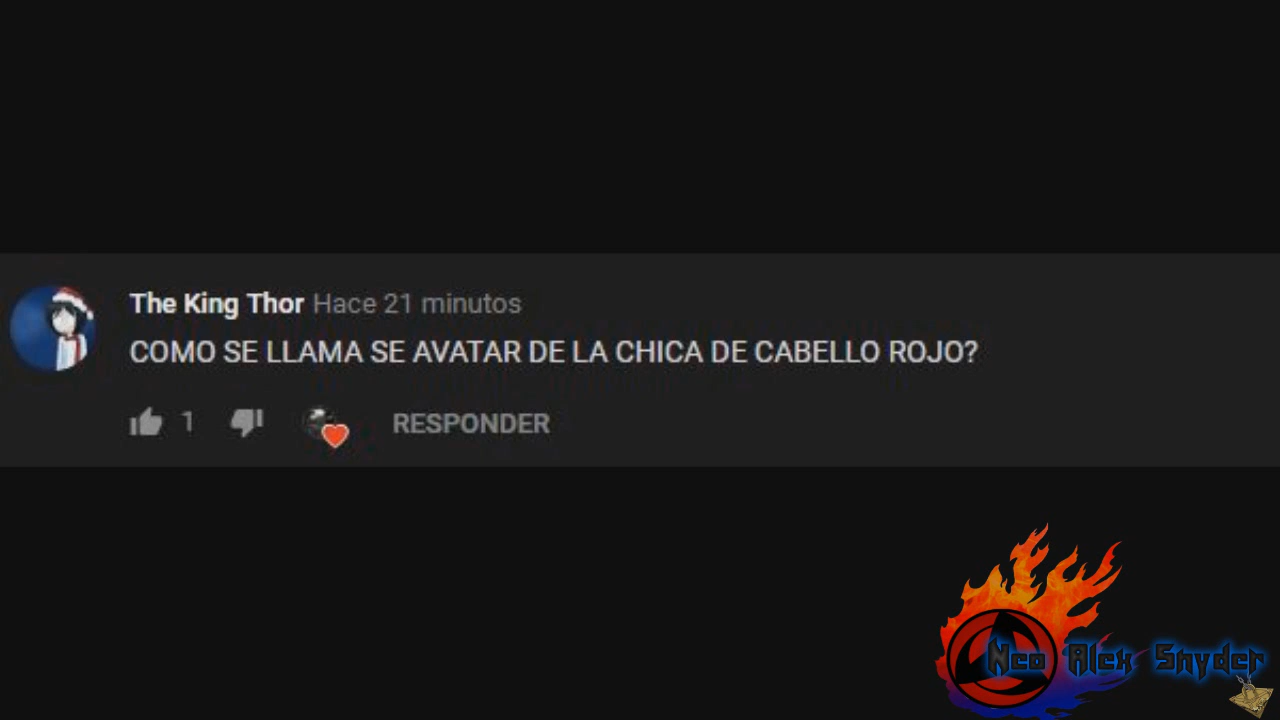 The King Thor Hace 21 minutos
COMO SE LLAMA SE AVATAR DE LA CHICA DE CABELLO ROJO?
1 RESPONDER
Neo Alex Snyder